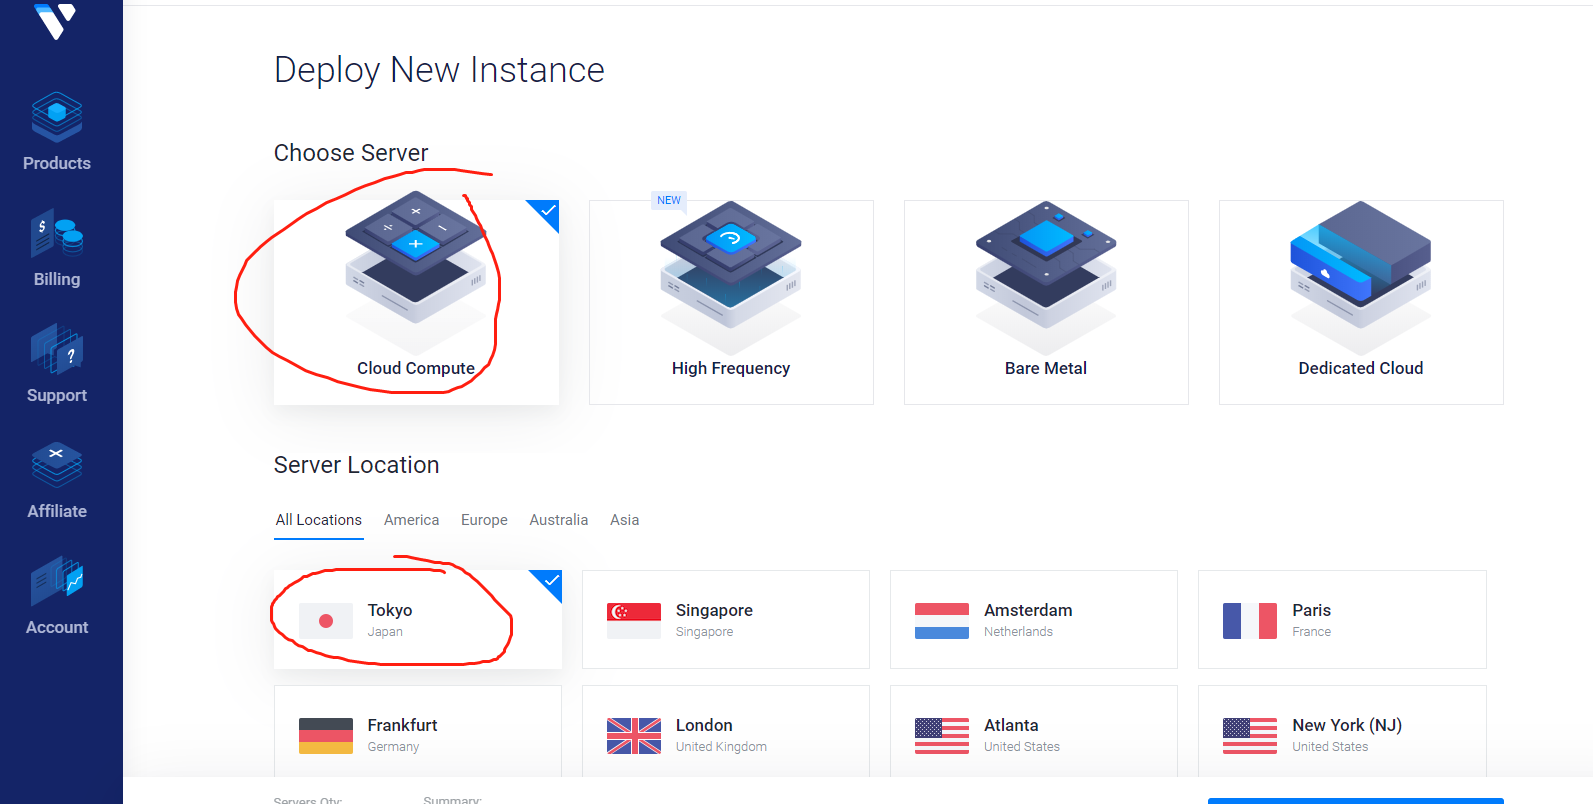 Deploy New Instance
Products
Choose Server
NEW
$
Billing
Cloud Compute
High Frequency
Bare Metal
Dedicated Cloud
?
Support
Server Location
Affiliate
All Locations America Europe Australia Asia
Tokyo
Japan
Singapore
Singapore
Amsterdam
Netherlands
Paris
France
Account
Frankfurt
Germany
London
United Kingdom
Atlanta
United States
New York (NJ)
United States
Servers Qty:
Summary: